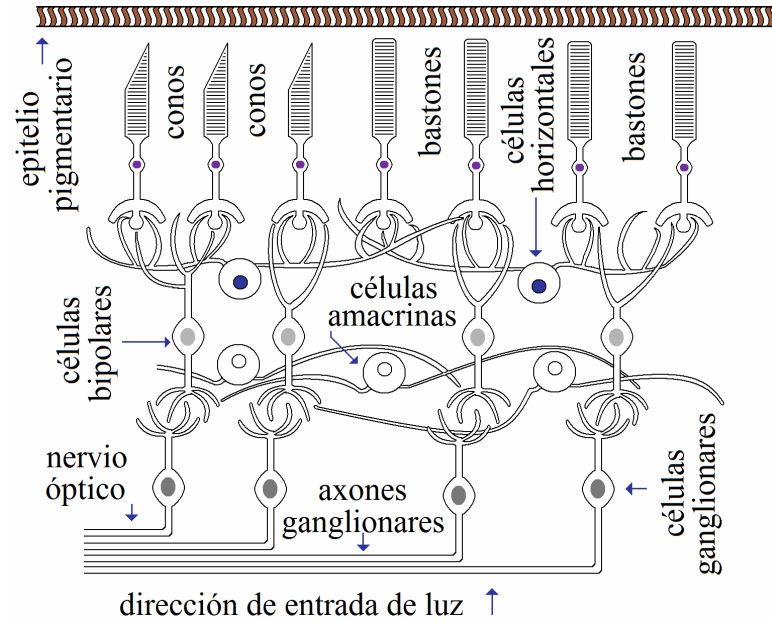 epitelio
pigmentario
conos
conos
bastones
células
horizontales
bastones
células
amacrinas
células
bipolares
nervio
óptico
axones
ganglionares
células
ganglionares
dirección de entrada de luz